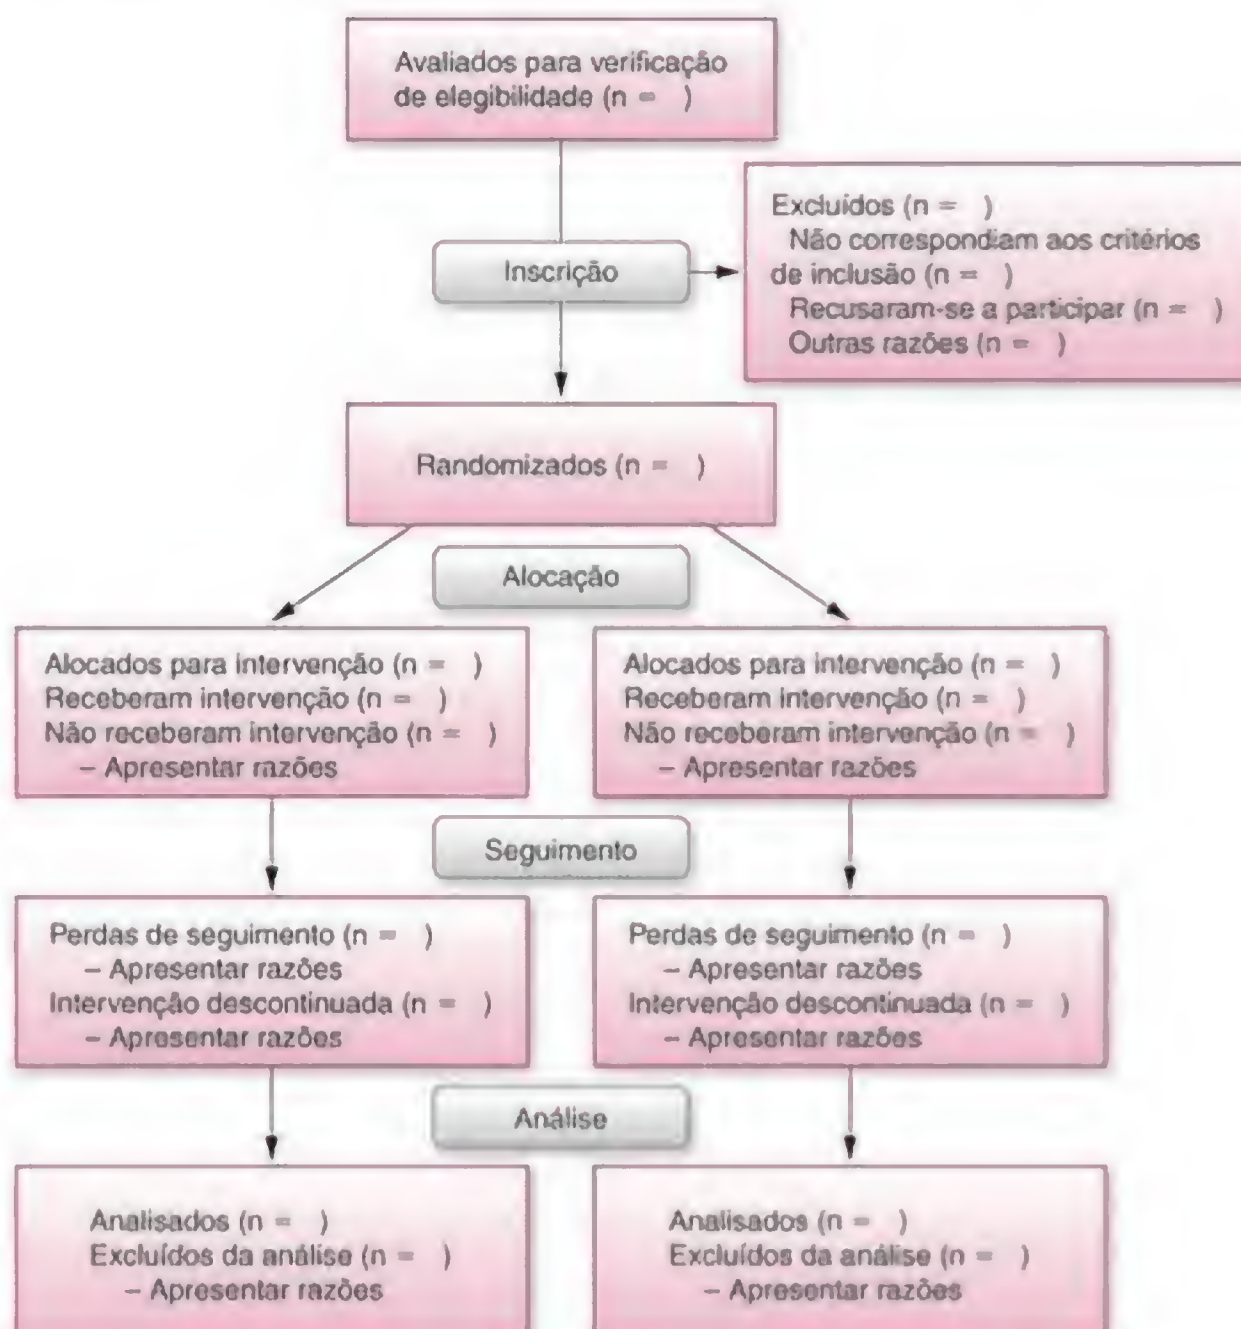 Avaliados para verificação
de elegibilidade (n = )
Excluídos (n = )
Não correspondiam aos critérios
de inclusão (n = )
Recusaram-se a participar (n = )
Outras razões (n = )
Inscrição
Randomizados (n = )
Alocação
Alocados para intervenção (n = )
Receberam intervenção (n = )
Não receberam intervenção (n = )
– Apresentar razões
Alocados para intervenção (n = )
Receberam intervenção (n = )
Não receberam intervenção (n = )
– Apresentar razões
Seguimento
Perdas de seguimento (n = )
– Apresentar razões
Intervenção descontinuada (n = )
– Apresentar razões
Perdas de seguimento (n = )
– Apresentar razões
Intervenção descontinuada (n = )
– Apresentar razões
Análise
Analisados (n = )
Excluídos da análise (n = )
– Apresentar razões
Analisados (n = )
Excluídos da análise (n = )
– Apresentar razões